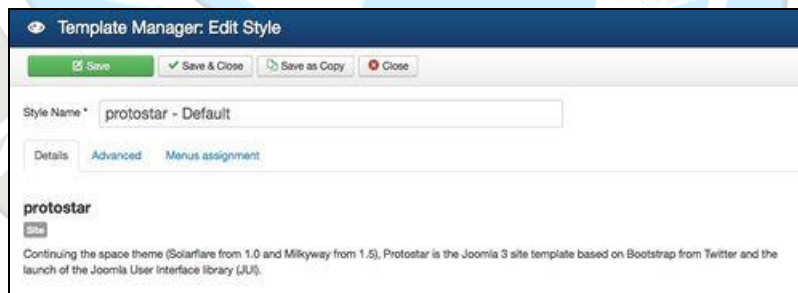 Template Manager: Edit Style
Save Save & Close Save as Copy Close
Style Name * protostar - Default
Details Advanced Menus assignment
protostar
Site
Continuing the space theme (Solarflare from 1.0 and Milkyway from 1.5), Protostar is the Joomla 3 site template based on Bootstrap from Twitter and the
launch of the Joomla User Interface library (JUI).